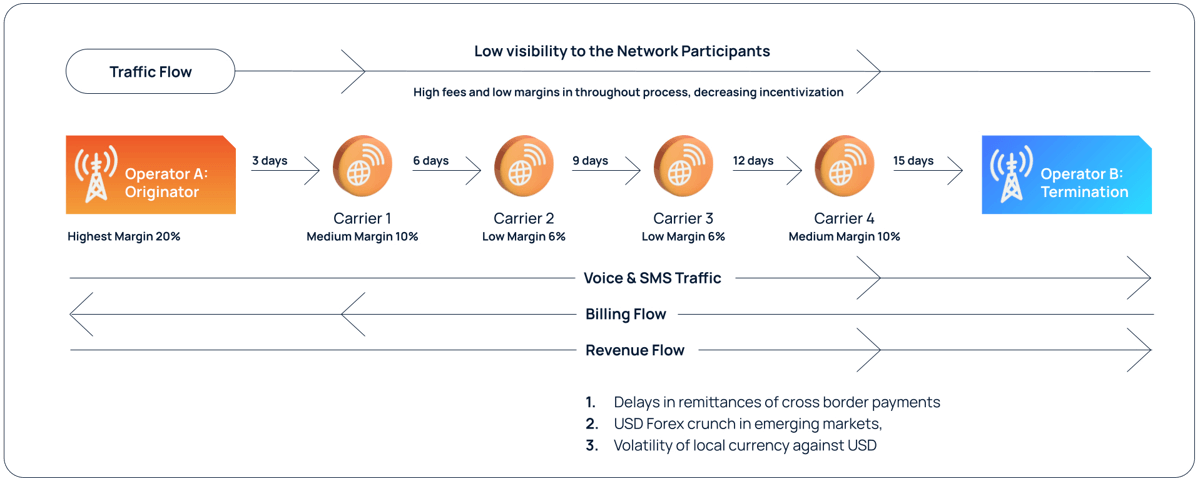 Traffic Flow
Low visibility to the Network Participants
High fees and low margins in throughout process, decreasing incentivization
Operator A:
Originator
3 days
6 days
9 days
12 days
15 days
Operator B:
Termination
Carrier 1
Carrier 2
Carrier 3
Carrier 4
Highest Margin 20%
Medium Margin 10%
Low Margin 6%
Low Margin 6%
Medium Margin 10%
Voice & SMS Traffic
Billing Flow
Revenue Flow
1. Delays in remittances of cross border payments
2. USD Forex crunch in emerging markets,
3. Volatility of local currency against USD